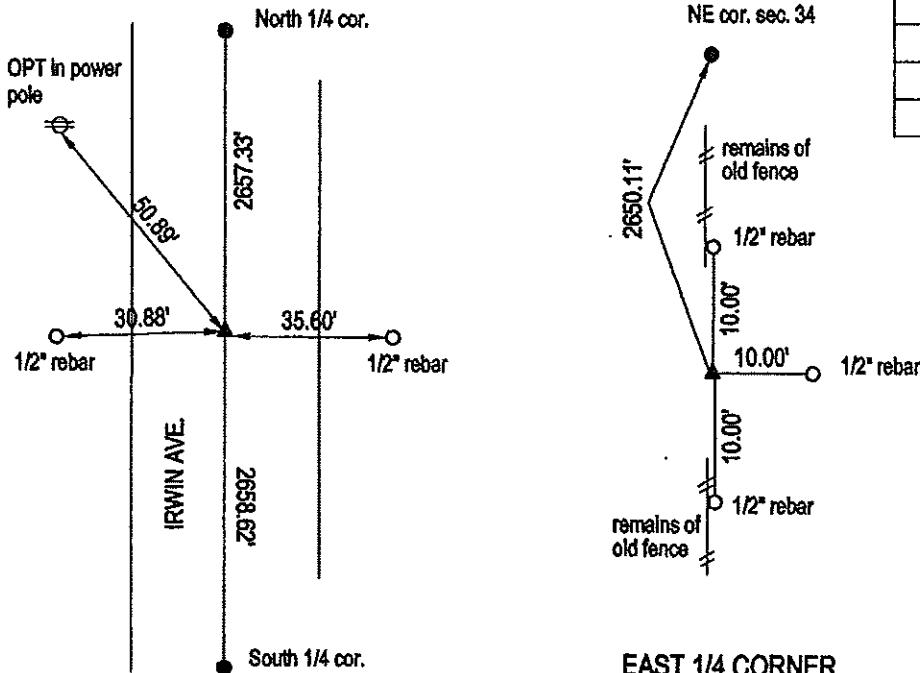 North 1/4 cor.
OPT in power
pole
2657.33'
50.89'
30.88'
35.60'
1/2" rebar
1/2" rebar
IRWIN AVE.
2658.62'
South 1/4 cor.
NE cor. sec. 34
remains of
old fence
2650.11'
1/2" rebar
10.00'
10.00'
1/2" rebar
10.00'
1/2" rebar
remains of
old fence
EAST 1/4 CORNER